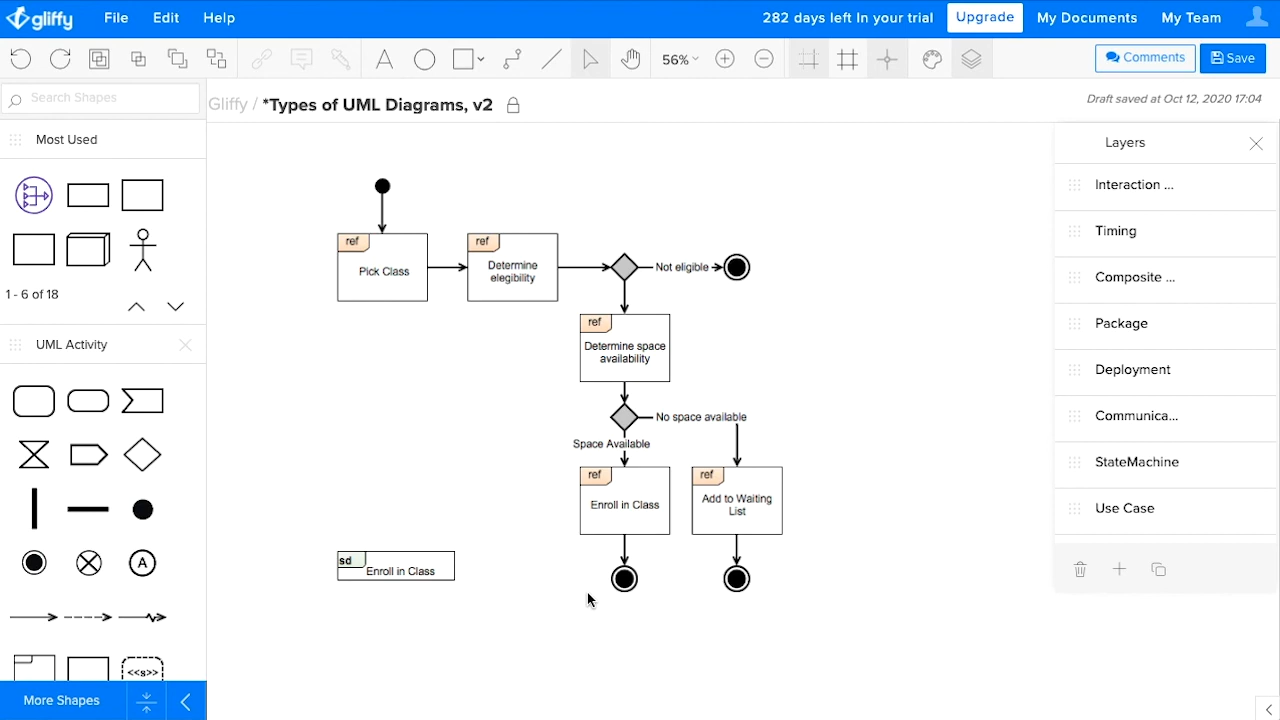 gliffy
File Edit Help
282 days left In your trial
Upgrade
My Documents
My Team
56%
Comments
Save
Search Shapes
Gliffy / *Types of UML Diagrams, v2
Draft saved at Oct 12, 2020 17:04
Most Used
1 - 6 of 18
UML Activity
A
<<s>>
More Shapes
ref
Pick Class
ref
Determine
elegibility
Not eligible
ref
Determine space
availability
No space available
Space Available
ref
Enroll in Class
ref
Add to Waiting
List
sd
Enroll in Class
Layers
Interaction ...
Timing
Composite ...
Package
Deployment
Communica...
StateMachine
Use Case